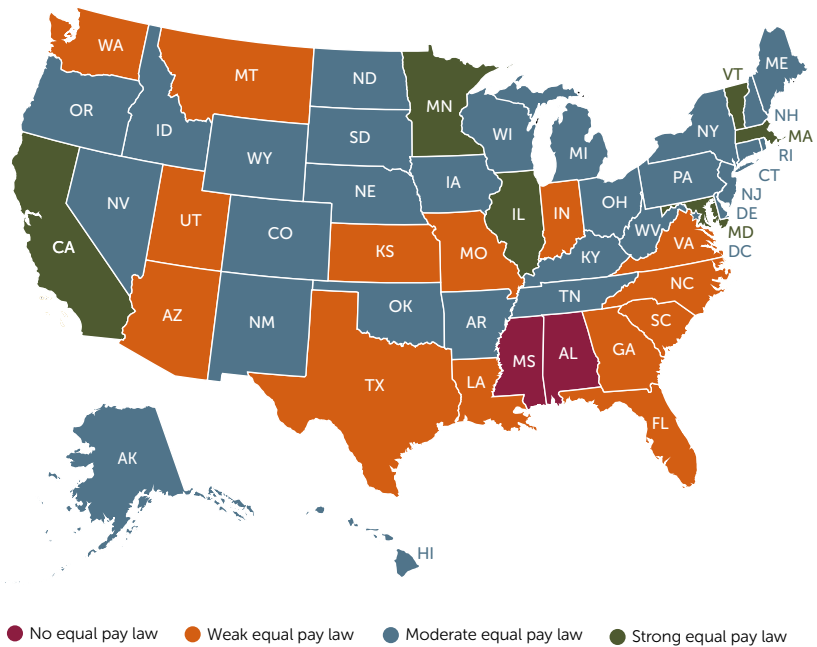 WA
MT
ND
MN
VT
ME
OR
ID
SD
WI
MI
NY
NH
MA
RI
CT
WY
NE
IA
PA
NJ
DE
MD
DC
NV
UT
CO
KS
MO
IL
IN
OH
WV
VA
KY
CA
AZ
NM
OK
AR
TN
NC
SC
TX
LA
MS
AL
GA
FL
AK
HI
No equal pay law
Weak equal pay law
Moderate equal pay law
Strong equal pay law